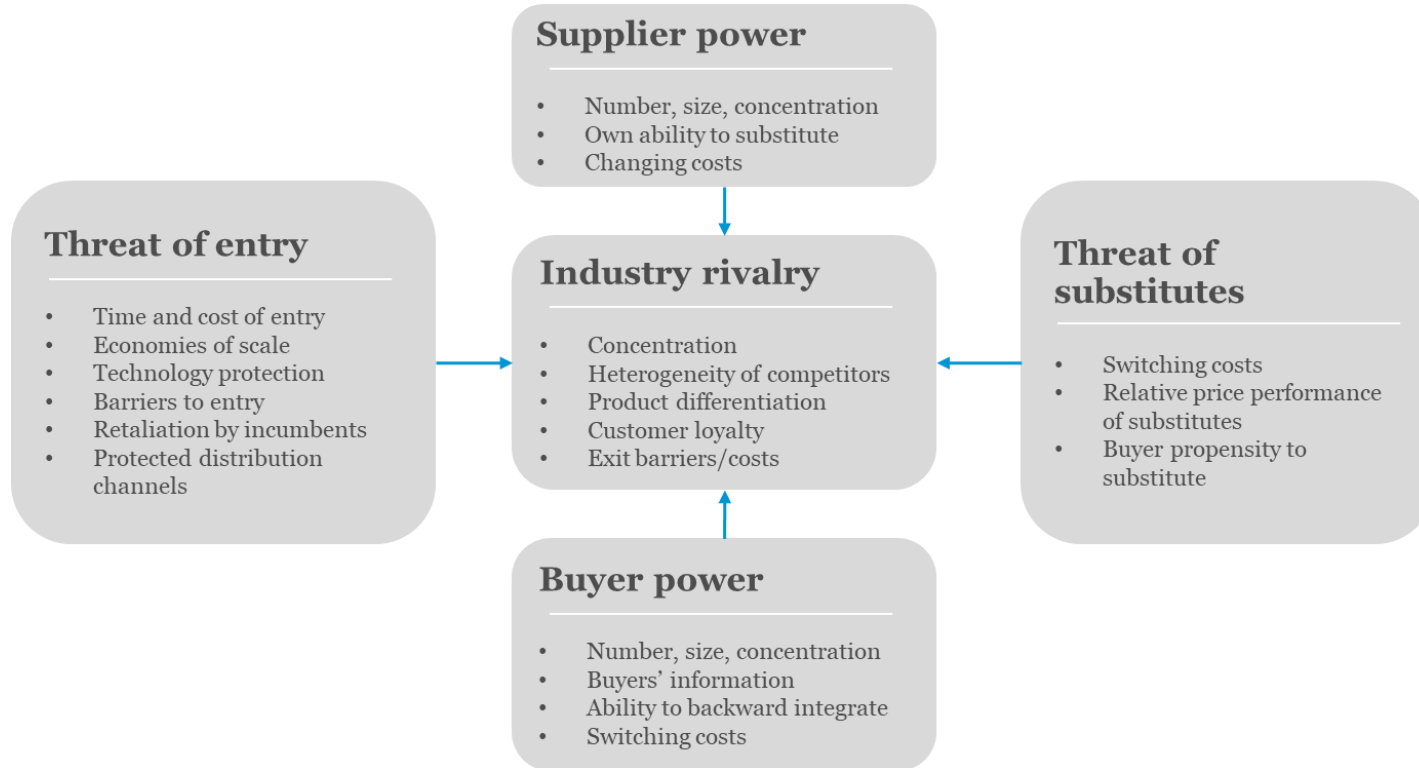 Supplier power
• Number, size, concentration
• Own ability to substitute
• Changing costs
Threat of entry
• Time and cost of entry
• Economies of scale
• Technology protection
• Barriers to entry
• Retaliation by incumbents
• Protected distribution
channels
Industry rivalry
• Concentration
• Heterogeneity of competitors
• Product differentiation
• Customer loyalty
• Exit barriers/costs
Threat of
substitutes
• Switching costs
• Relative price performance
of substitutes
• Buyer propensity to
substitute
Buyer power
• Number, size, concentration
• Buyers’ information
• Ability to backward integrate
• Switching costs